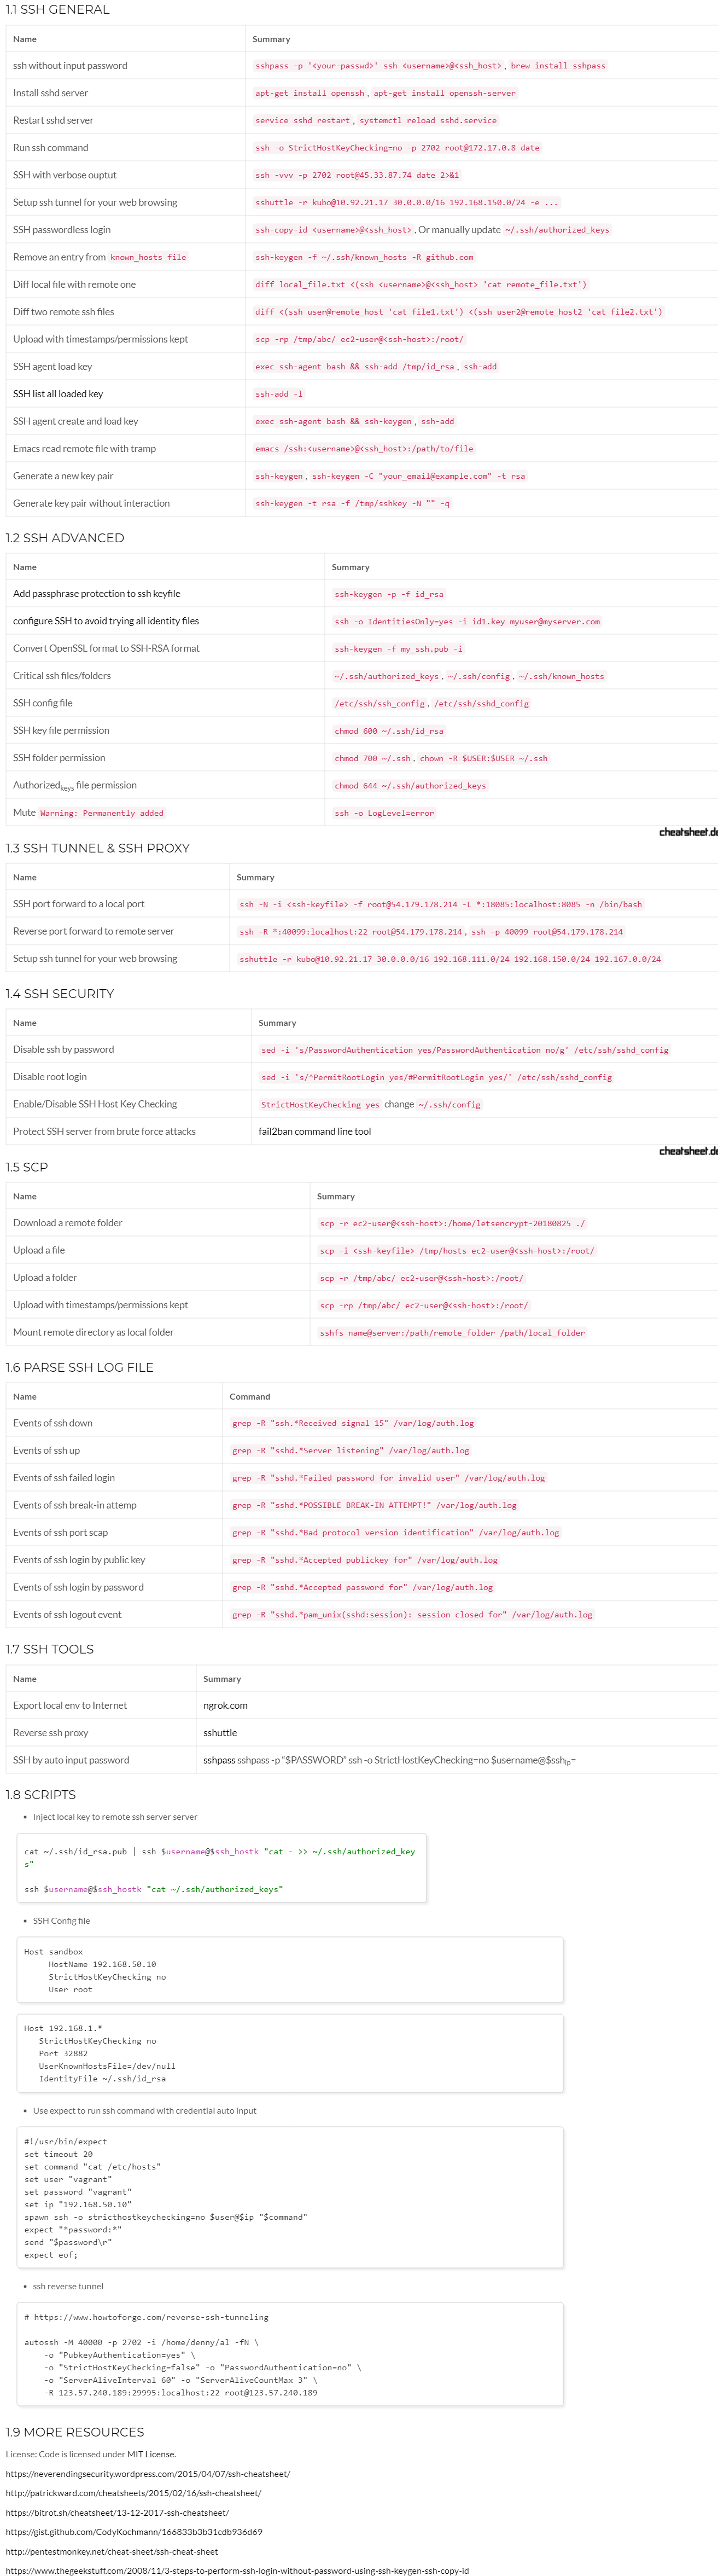 1.1 SSH GENERAL
Name Summary
ssh without input password sshpass -p '<your-passwd>' ssh <username>@<ssh_host>, brew install sshpass
Install sshd server apt-get install openssh, apt-get install openssh-server
Restart sshd server service sshd restart, systemctl reload sshd.service
Run ssh command ssh -o StrictHostKeyChecking=no -p 2702 root@172.17.0.8 date
SSH with verbose ouptut ssh -vvv -p 2702 root@45.33.87.74 date 2>&1
Setup ssh tunnel for your web browsing sshuttle -r kubo@10.92.21.17 30.0.0.0/16 192.168.150.0/24 -e ...
SSH passwordless login ssh-copy-id <username>@<ssh_host>, Or manually update ~/.ssh/authorized_keys
Remove an entry from known_hosts file ssh-keygen -f ~/.ssh/known_hosts -R github.com
Diff local file with remote one diff local_file.txt <(ssh <username>@<ssh_host> 'cat remote_file.txt')
Diff two remote ssh files diff <(ssh user@remote_host 'cat file1.txt') <(ssh user2@remote_host2 'cat file2.txt')
Upload with timestamps/permissions kept scp -rp /tmp/abc/ ec2-user@<ssh-host>:/root/
SSH agent load key exec ssh-agent bash && ssh-add /tmp/id_rsa, ssh-add
SSH list all loaded key ssh-add -l
SSH agent create and load key exec ssh-agent bash && ssh-keygen, ssh-add
Emacs read remote file with tramp emacs /ssh:<username>@<ssh_host>:/path/to/file
Generate a new key pair ssh-keygen, ssh-keygen -C "your_email@example.com" -t rsa
Generate key pair without interaction ssh-keygen -t rsa -f /tmp/sshkey -N "" -q
1.2 SSH ADVANCED
Name Summary
Add passphrase protection to ssh keyfile ssh-keygen -p -f id_rsa
configure SSH to avoid trying all identity files ssh -o IdentitiesOnly=yes -i id1.key myuser@myserver.com
Convert OpenSSL format to SSH-RSA format ssh-keygen -f my_ssh.pub -i
Critical ssh files/folders ~/.ssh/authorized_keys, ~/.ssh/config, ~/.ssh/known_hosts
SSH config file /etc/ssh/ssh_config, /etc/ssh/sshd_config
SSH key file permission chmod 600 ~/.ssh/id_rsa
SSH folder permission chmod 700 ~/.ssh, chown -R $USER:$USER ~/.ssh
Authorizedkeys file permission chmod 644 ~/.ssh/authorized_keys
Mute Warning: Permanently added ssh -o LogLevel=error
cheatsheet.de
1.3 SSH TUNNEL & SSH PROXY
Name Summary
SSH port forward to a local port ssh -N -i <ssh-keyfile> -f root@54.179.178.214 -L *:18085:localhost:8085 -n /bin/bash
Reverse port forward to remote server ssh -R *:40099:localhost:22 root@54.179.178.214, ssh -p 40099 root@54.179.178.214
Setup ssh tunnel for your web browsing sshuttle -r kubo@10.92.21.17 30.0.0.0/16 192.168.111.0/24 192.168.150.0/24 192.167.0.0/24
1.4 SSH SECURITY
Name Summary
Disable ssh by password sed -i 's/PasswordAuthentication yes/PasswordAuthentication no/g' /etc/ssh/sshd_config
Disable root login sed -i 's/^PermitRootLogin yes/#PermitRootLogin yes/' /etc/ssh/sshd_config
Enable/Disable SSH Host Key Checking StrictHostKeyChecking yes change ~/.ssh/config
Protect SSH server from brute force attacks fail2ban command line tool
cheatsheet.de
1.5 SCP
Name Summary
Download a remote folder scp -r ec2-user@<ssh-host>:/home/letsencrypt-20180825 ./
Upload a file scp -i <ssh-keyfile> /tmp/hosts ec2-user@<ssh-host>:/root/
Upload a folder scp -r /tmp/abc/ ec2-user@<ssh-host>:/root/
Upload with timestamps/permissions kept scp -rp /tmp/abc/ ec2-user@<ssh-host>:/root/
Mount remote directory as local folder sshfs name@server:/path/remote_folder /path/local_folder
1.6 PARSE SSH LOG FILE
Name Command
Events of ssh down grep -R "ssh.*Received signal 15" /var/log/auth.log
Events of ssh up grep -R "sshd.*Server listening" /var/log/auth.log
Events of ssh failed login grep -R "sshd.*Failed password for invalid user" /var/log/auth.log
Events of ssh break-in attemp grep -R "sshd.*POSSIBLE BREAK-IN ATTEMPT!" /var/log/auth.log
Events of ssh port scap grep -R "sshd.*Bad protocol version identification" /var/log/auth.log
Events of ssh login by public key grep -R "sshd.*Accepted publickey for" /var/log/auth.log
Events of ssh login by password grep -R "sshd.*Accepted password for" /var/log/auth.log
Events of ssh logout event grep -R "sshd.*pam_unix(sshd:session): session closed for" /var/log/auth.log
1.7 SSH TOOLS
Name Summary
Export local env to Internet ngrok.com
Reverse ssh proxy sshuttle
SSH by auto input password sshpass sshpass -p “$PASSWORD” ssh -o StrictHostKeyChecking=no $username@$sship=
1.8 SCRIPTS
• Inject local key to remote ssh server server
cat ~/.ssh/id_rsa.pub | ssh $username@$ssh_hostk "cat - >> ~/.ssh/authorized_key
s"
ssh $username@$ssh_hostk "cat ~/.ssh/authorized_keys"
• SSH Config file
Host sandbox
HostName 192.168.50.10
StrictHostKeyChecking no
User root
Host 192.168.1.*
StrictHostKeyChecking no
Port 32882
UserKnownHostsFile=/dev/null
IdentityFile ~/.ssh/id_rsa
• Use expect to run ssh command with credential auto input
#!/usr/bin/expect
set timeout 20
set command "cat /etc/hosts"
set user "vagrant"
set password "vagrant"
set ip "192.168.50.10"
spawn ssh -o stricthostkeychecking=no $user@$ip "$command"
expect "*password:*"
send "$password\r"
expect eof;
• ssh reverse tunnel
# https://www.howtoforge.com/reverse-ssh-tunneling
autossh -M 40000 -p 2702 -i /home/denny/al -fN \
-o "PubkeyAuthentication=yes" \
-o "StrictHostKeyChecking=false" -o "PasswordAuthentication=no" \
-o "ServerAliveInterval 60" -o "ServerAliveCountMax 3" \
-R 123.57.240.189:29995:localhost:22 root@123.57.240.189
1.9 MORE RESOURCES
License: Code is licensed under MIT License.
https://neverendingsecurity.wordpress.com/2015/04/07/ssh-cheatsheet/
http://patrickward.com/cheatsheets/2015/02/16/ssh-cheatsheet/
https://bitrot.sh/cheatsheet/13-12-2017-ssh-cheatsheet/
https://gist.github.com/CodyKochmann/166833b3b31cdb936d69
http://pentestmonkey.net/cheat-sheet/ssh-cheat-sheet
https://www.thegeekstuff.com/2008/11/3-steps-to-perform-ssh-login-without-password-using-ssh-keygen-ssh-copy-id